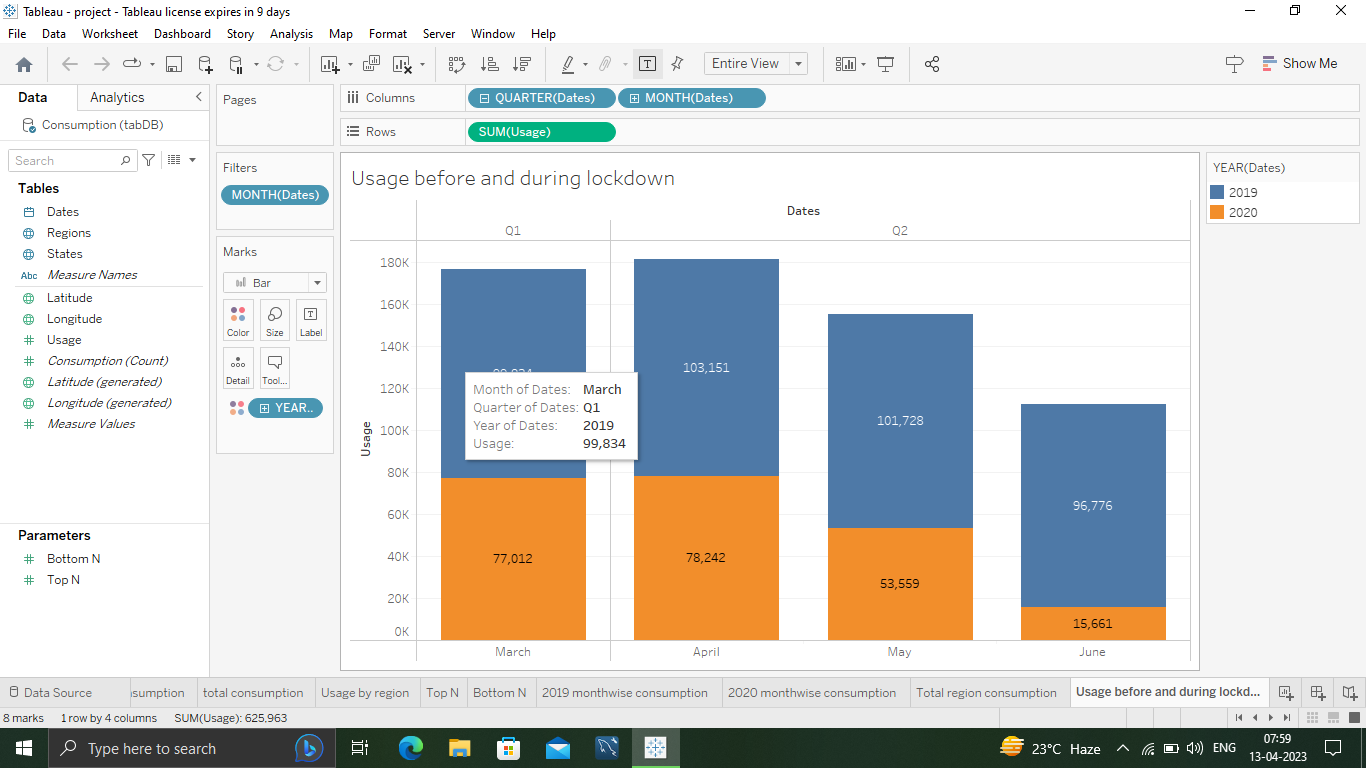 Tableau - project - Tableau license expires in 9 days
File Data Worksheet Dashboard Story Analysis Map Format Server Window Help
Entire View
Show Me
Data Analytics
Consumption (tabDB)
Search
Tables
Dates
Regions
States
Abc Measure Names
Latitude
Longitude
Usage
Consumption (Count)
Latitude (generated)
Longitude (generated)
Measure Values
Parameters
Bottom N
Top N
Pages
Filters
MONTH(Dates)
Marks
Bar
Color Size Label
Detail Tool...
YEAR..
Columns QUARTER(Dates) MONTH(Dates)
Rows SUM(Usage)
Usage before and during lockdown
Dates
Q1 Q2
Usage
180K
160K
140K
120K
100K
80K
60K
40K
20K
0K
103,151
101,728
96,776
77,012
78,242
53,559
15,661
Month of Dates: March
Quarter of Dates: Q1
Year of Dates: 2019
Usage: 99,834
March April May June
YEAR(Dates)
2019
2020
Data Source sumption total consumption Usage by region Top N Bottom N 2019 monthwise consumption 2020 monthwise consumption Total region consumption Usage before and during lockd...
8 marks 1 row by 4 columns SUM(Usage): 625,963
Type here to search
23°C Haze ENG
07:59
13-04-2023